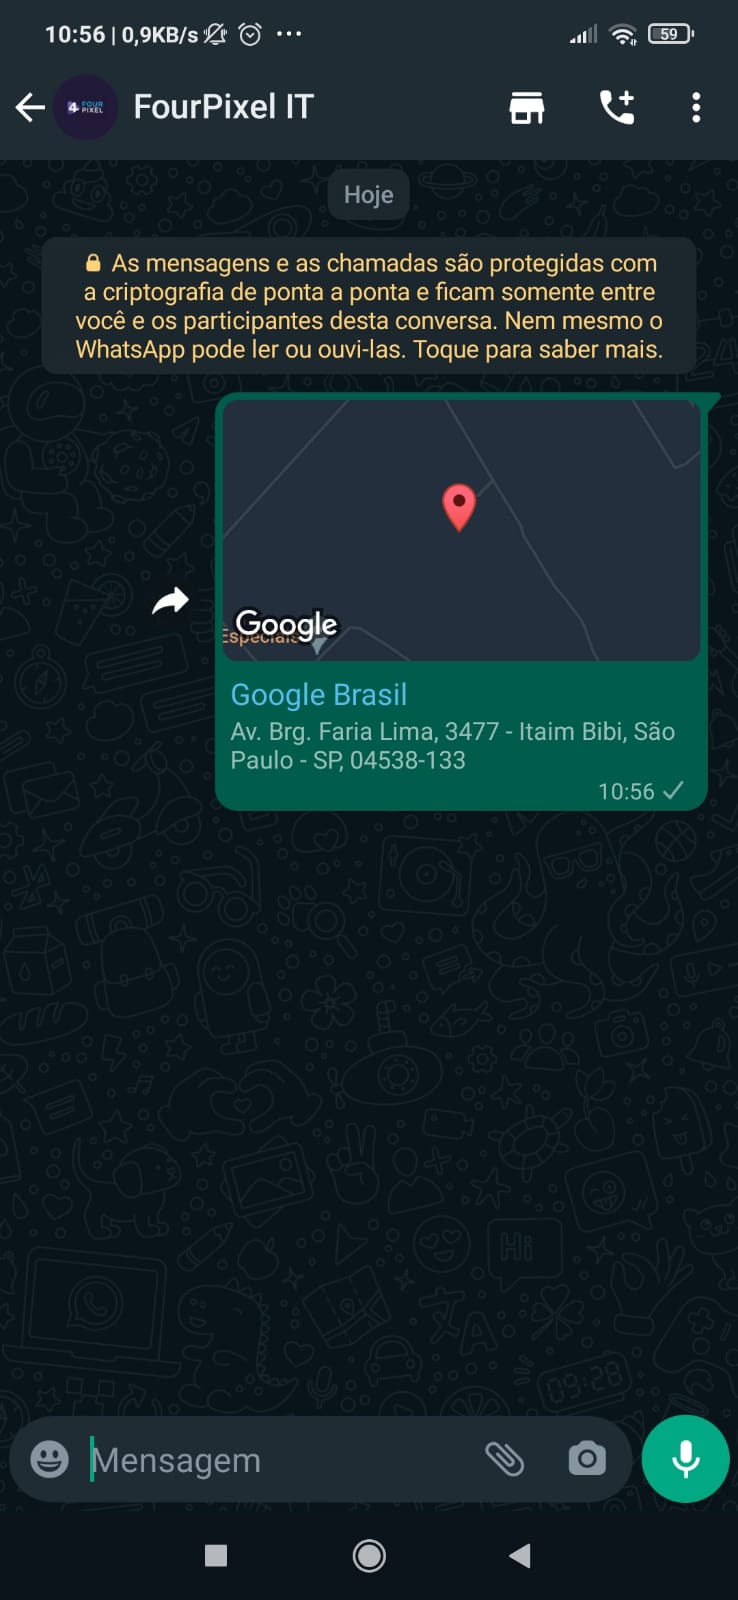 10:56 | 0,9KB/s
59
4 FOUR PIXEL
FourPixel IT
Hoje
As mensagens e as chamadas são protegidas com
a criptografia de ponta a ponta e ficam somente entre
você e os participantes desta conversa. Nem mesmo o
WhatsApp pode ler ou ouvi-las. Toque para saber mais.
Google
Especiais
Google Brasil
Av. Brg. Faria Lima, 3477 - Itaim Bibi, São
Paulo - SP, 04538-133
10:56
Hi
09:28
Mensagem